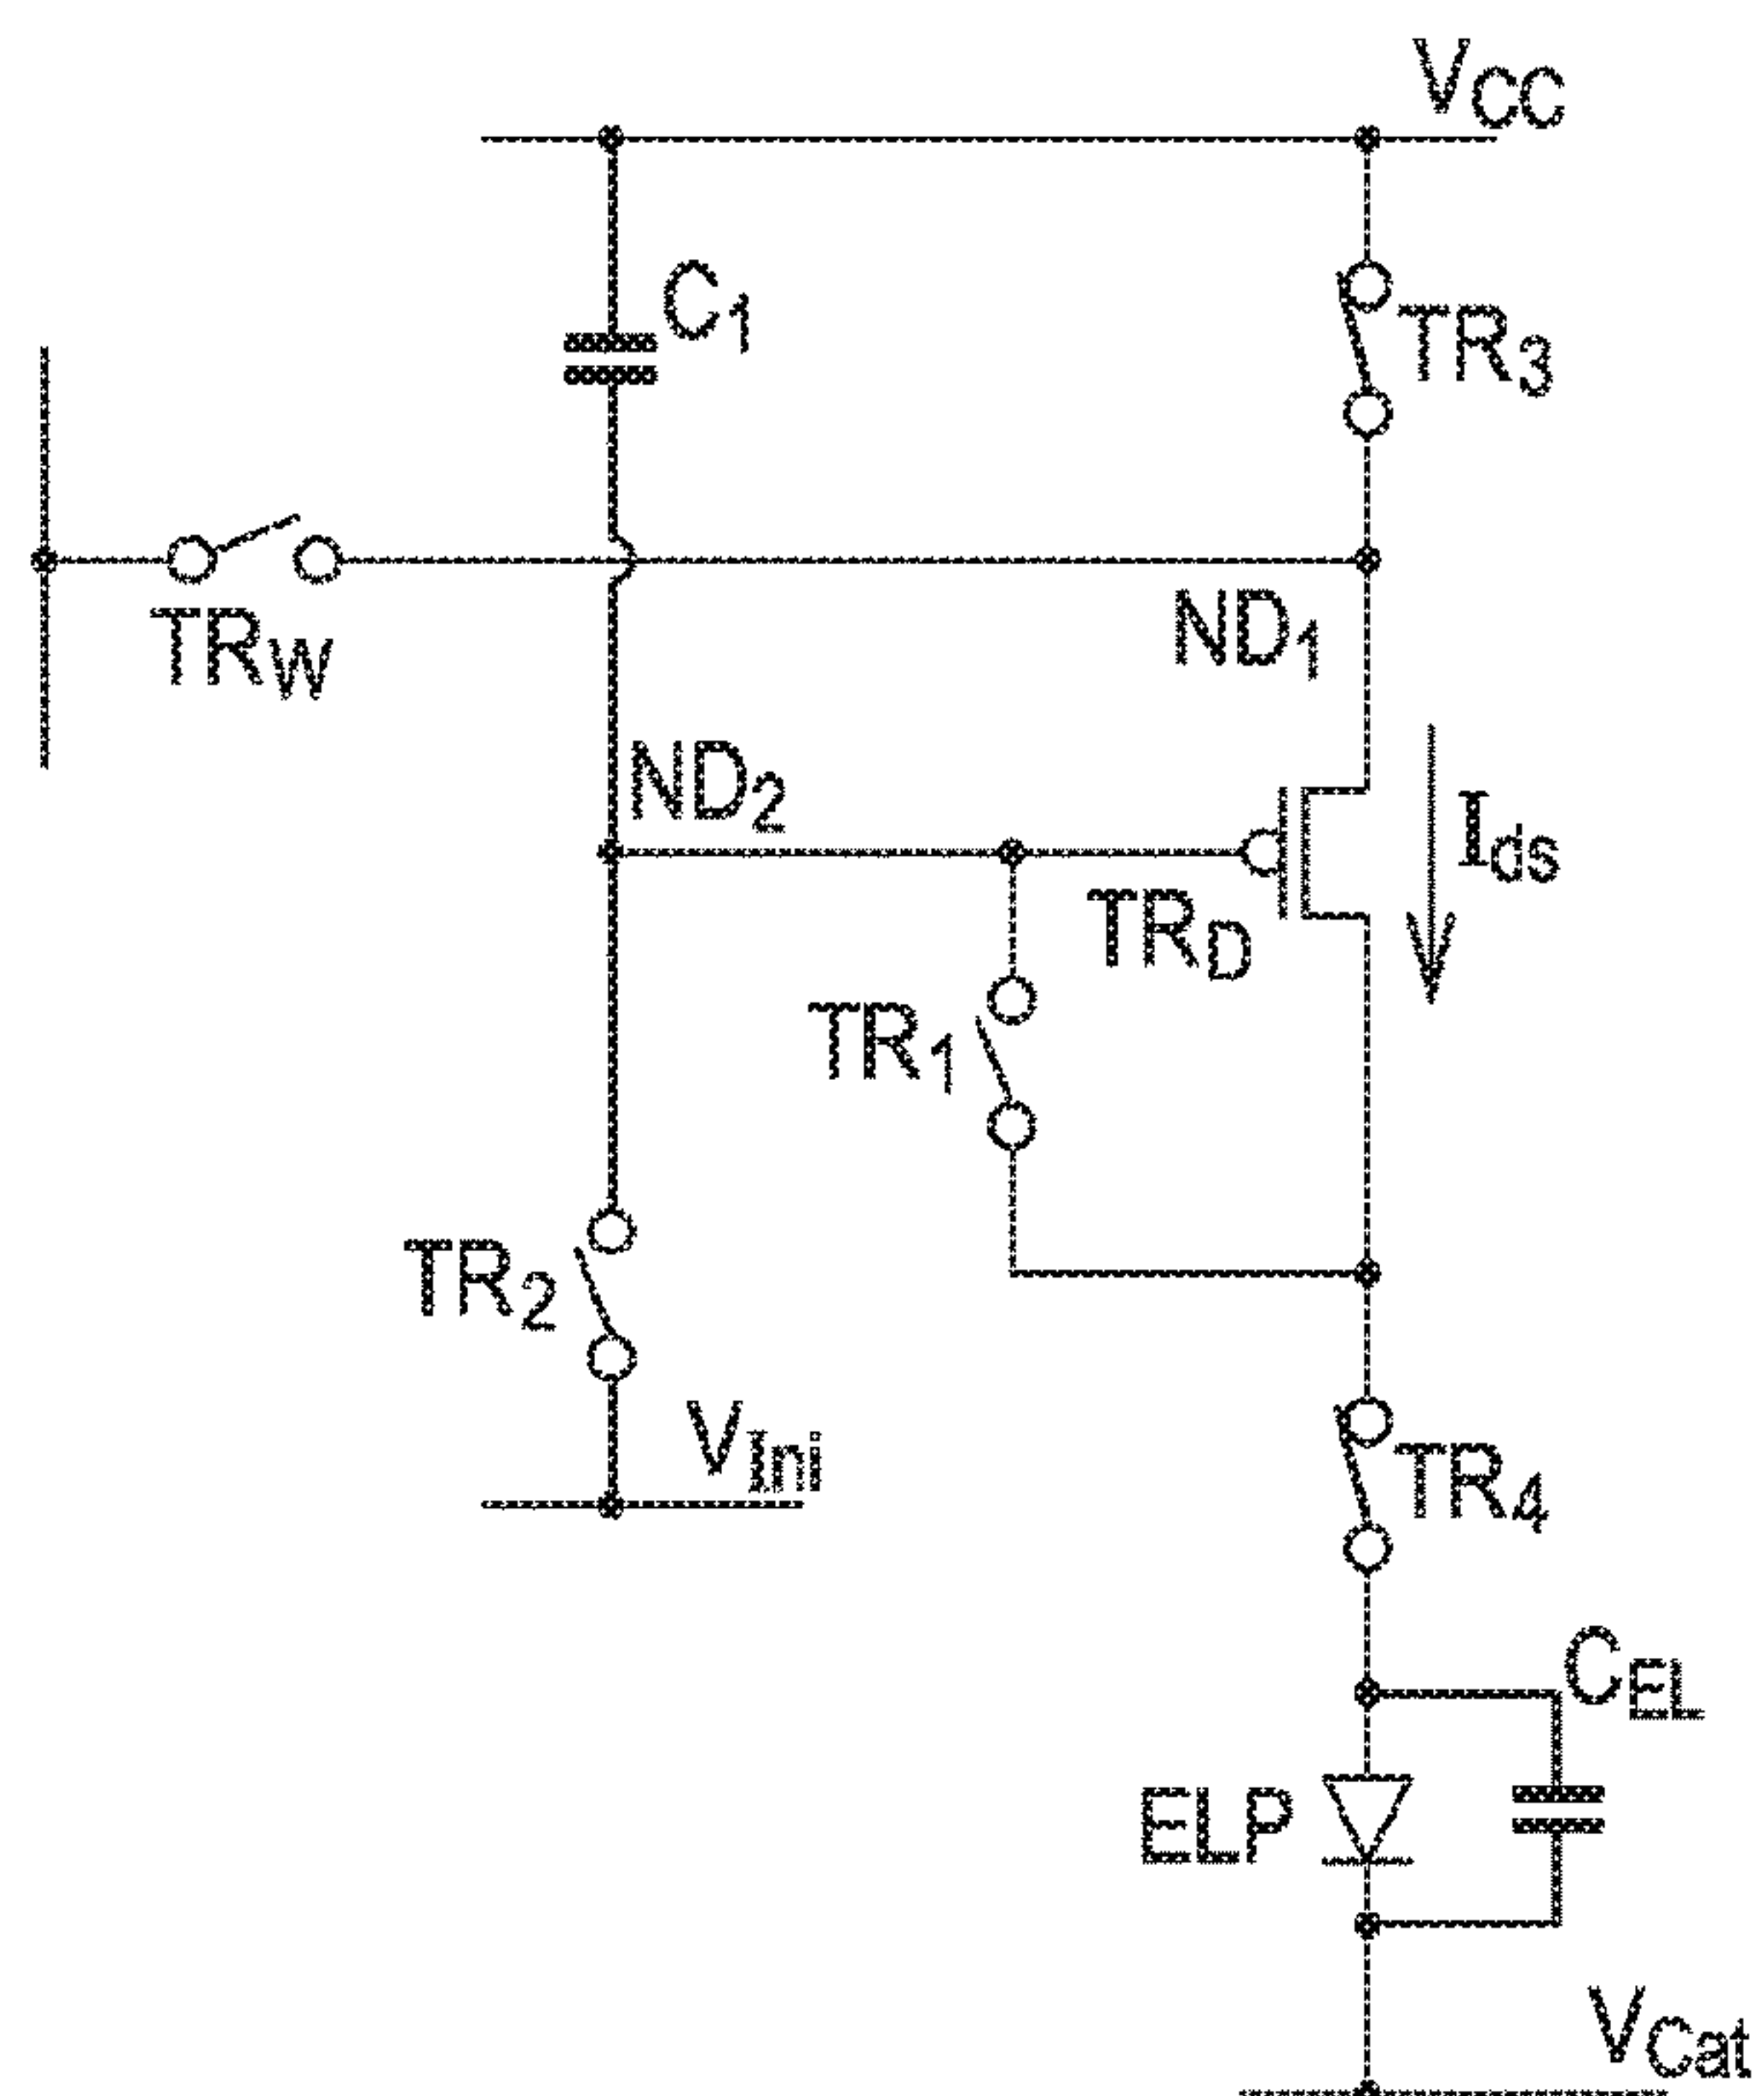 VCC
C1
TR3
TRW
ND1
ND2
Ids
TRD
TR1
TR2
VIni
TR4
CEL
ELP
VCat